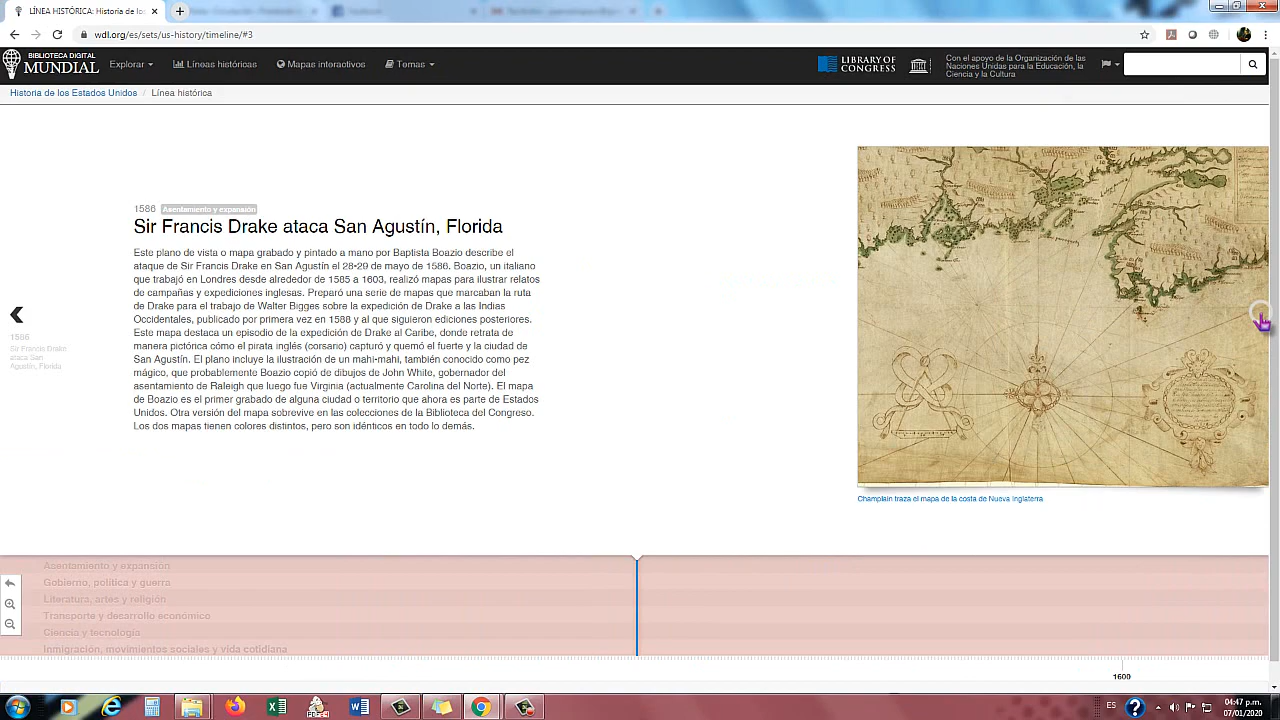 LÍNEA HISTÓRICA: Historia de los
wdl.org/es/sets/us-history/timeline/#3
BIBLIOTECA DIGITAL
MUNDIAL
Explorar
Líneas históricas
Mapas interactivos
Temas
LIBRARY OF
CONGRESS
Con el apoyo de la Organización de las
Naciones Unidas para la Educación, la
Ciencia y la Cultura
Historia de los Estados Unidos / Línea histórica
1586 Asentamiento y expansión
Sir Francis Drake ataca San Agustín, Florida
Este plano de vista o mapa grabado y pintado a mano por Baptista Boazio describe el
ataque de Sir Francis Drake en San Agustín el 28-29 de mayo de 1586. Boazio, un italiano
que trabajó en Londres desde alrededor de 1585 a 1603, realizó mapas para ilustrar relatos
de campañas y expediciones inglesas. Preparó una serie de mapas que marcaban la ruta
de Drake para el trabajo de Walter Bigges sobre la expedición de Drake a las Indias
Occidentales, publicado por primera vez en 1588 y al que siguieron ediciones posteriores.
Este mapa destaca un episodio de la expedición de Drake al Caribe, donde retrata de
manera pictórica cómo el pirata inglés (corsario) capturó y quemó el fuerte y la ciudad de
San Agustín. El plano incluye la ilustración de un mahi-mahi, también conocido como pez
mágico, que probablemente Boazio copió de dibujos de John White, gobernador del
asentamiento de Raleigh que luego fue Virginia (actualmente Carolina del Norte). El mapa
de Boazio es el primer grabado de alguna ciudad o territorio que ahora es parte de Estados
Unidos. Otra versión del mapa sobrevive en las colecciones de la Biblioteca del Congreso.
Los dos mapas tienen colores distintos, pero son idénticos en todo lo demás.
1586
Sir Francis Drake
ataca San
Agustín, Florida
Champlain traza el mapa de la costa de Nueva Inglaterra
Asentamiento y expansión
Gobierno, política y guerra
Literatura, artes y religión
Transporte y desarrollo económico
Ciencia y tecnología
Inmigración, movimientos sociales y vida cotidiana
1600
ES
04:47 p.m.
07/01/2020